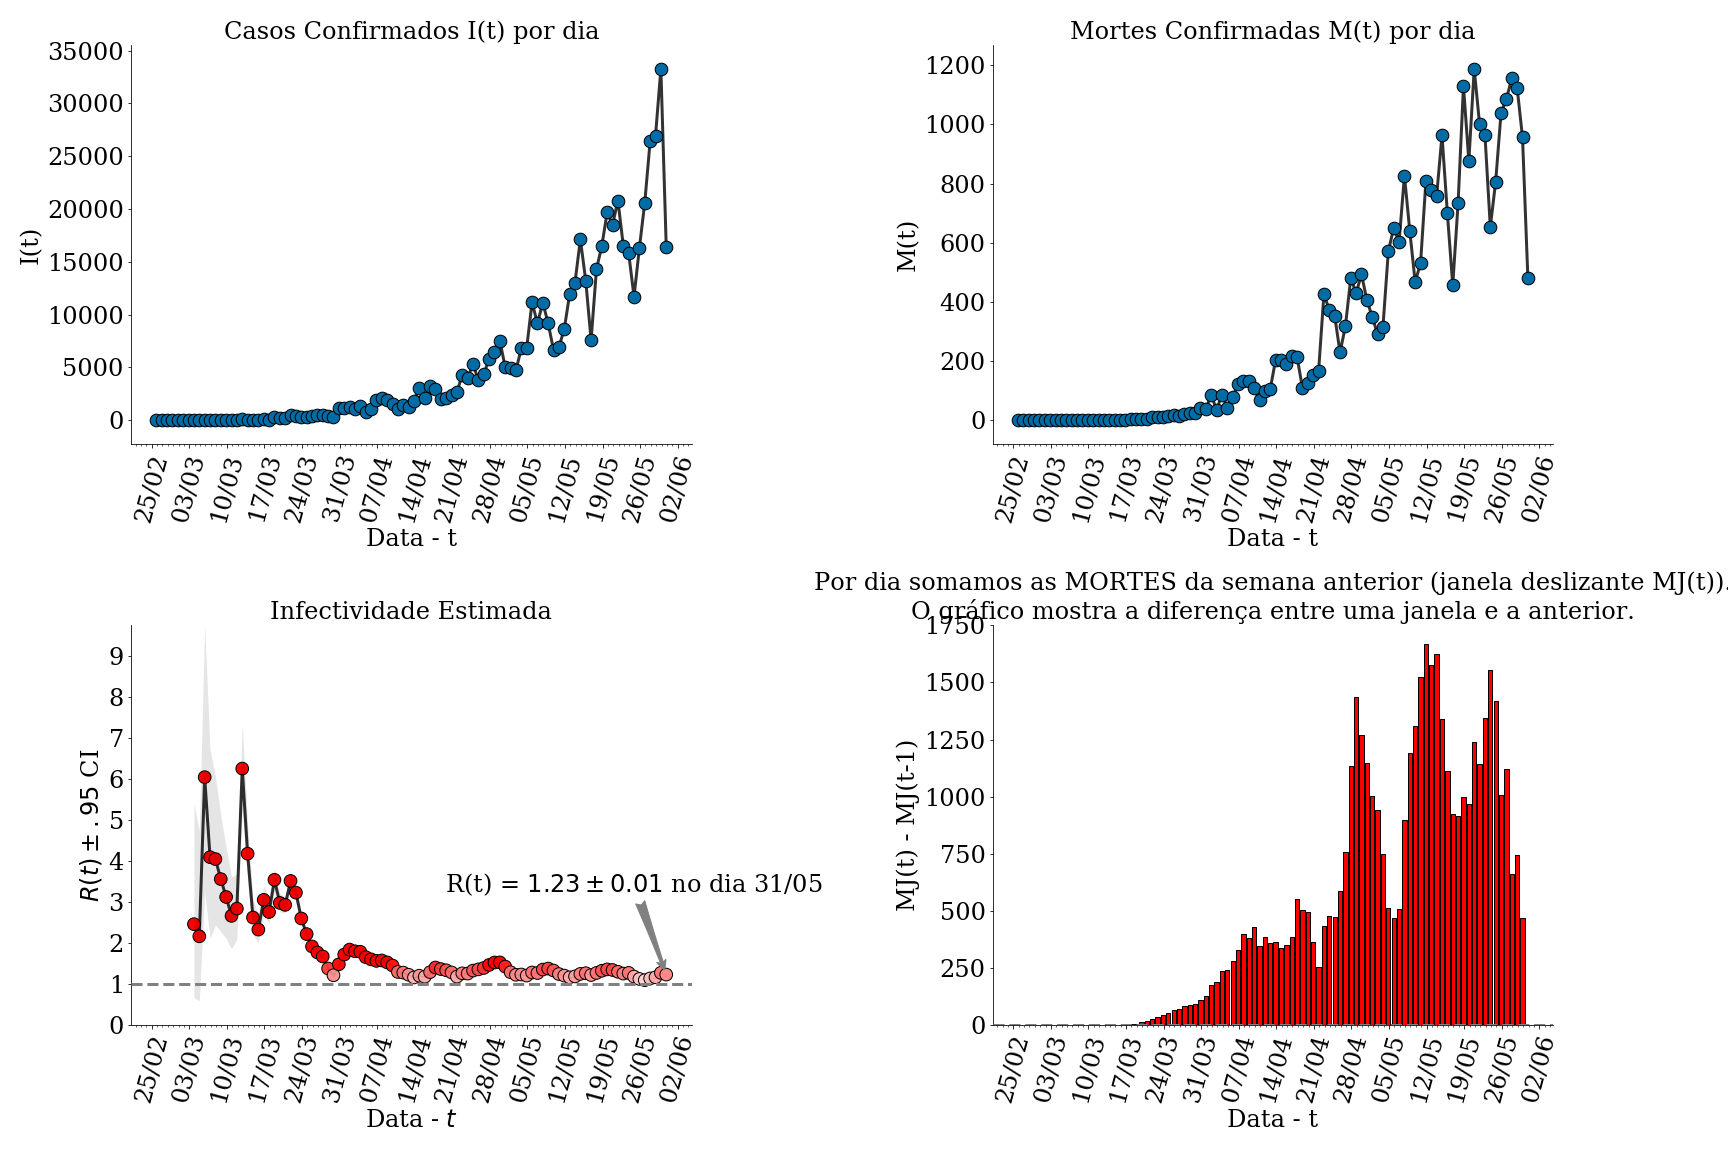 Casos Confirmados I(t) por dia
35000
30000
25000
20000
15000
10000
5000
0
I(t)
25/02 03/03 10/03 17/03 24/03 31/03 07/04 14/04 21/04 28/04 05/05 12/05 19/05 26/05 02/06
Data - t
Mortes Confirmadas M(t) por dia
1200
1000
800
600
400
200
0
M(t)
25/02 03/03 10/03 17/03 24/03 31/03 07/04 14/04 21/04 28/04 05/05 12/05 19/05 26/05 02/06
Data - t
Infectividade Estimada
9
8
7
6
5
4
3
2
1
0
R(t) ± .95 CI
R(t) = 1.23 ± 0.01 no dia 31/05
25/02 03/03 10/03 17/03 24/03 31/03 07/04 14/04 21/04 28/04 05/05 12/05 19/05 26/05 02/06
Data - t
Por dia somamos as MORTES da semana anterior (janela deslizante MJ(t)).
O gráfico mostra a diferença entre uma janela e a anterior.
1750
1500
1250
1000
750
500
250
0
MJ(t) - MJ(t-1)
25/02 03/03 10/03 17/03 24/03 31/03 07/04 14/04 21/04 28/04 05/05 12/05 19/05 26/05 02/06
Data - t